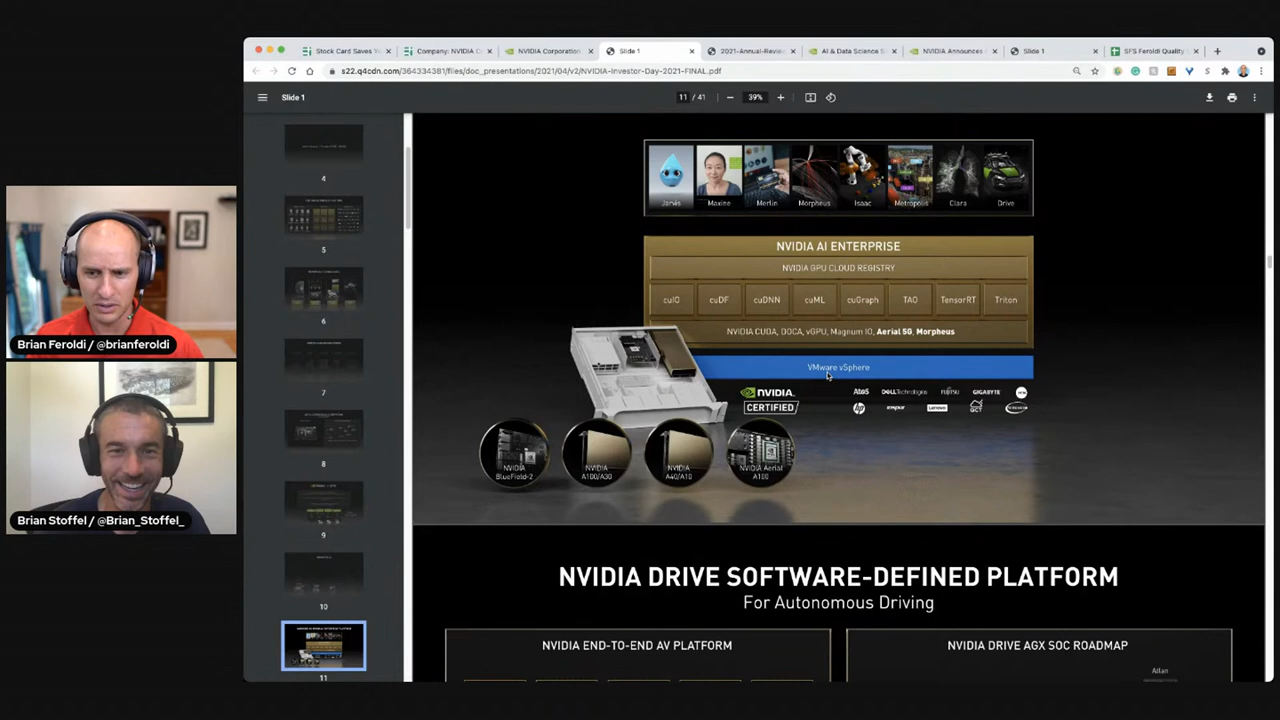 Stock Card Saves
Company: NVIDIA C
NVIDIA Corporation
Slide 1
2021-Annual-Review
AI & Data Science S
NVIDIA Announces
Slide 1
SFS Feroldi Quality
s22.q4cdn.com/364334381/files/doc_presentations/2021/04/v2/NVIDIA-Investor-Day-2021-FINAL.pdf
Slide 1
11 / 41
39%
4
5
6
7
8
9
10
11
Brian Feroldi / @brianferoldi
Brian Stoffel / @Brian_Stoffel_
Jarvis
Maxine
Merlin
Morpheus
Isaac
Metropolis
Clara
Drive
NVIDIA AI ENTERPRISE
NVIDIA GPU CLOUD REGISTRY
cuIO
cuDF
cuDNN
cuML
cuGraph
TAO
TensorRT
Triton
NVIDIA CUDA, DOCA, vGPU, Magnum IO, Aerial 5G, Morpheus
VMware vSphere
NVIDIA.
CERTIFIED
Atos
DELLTechnologies
FUJITSU
GIGABYTE
hp
inspur
Lenovo
QCT
NVIDIA
BlueField-2
NVIDIA
A100/A30
NVIDIA
A40/A10
NVIDIA Aerial
A100
NVIDIA DRIVE SOFTWARE-DEFINED PLATFORM
For Autonomous Driving
NVIDIA END-TO-END AV PLATFORM
NVIDIA DRIVE AGX SOC ROADMAP
Atlan